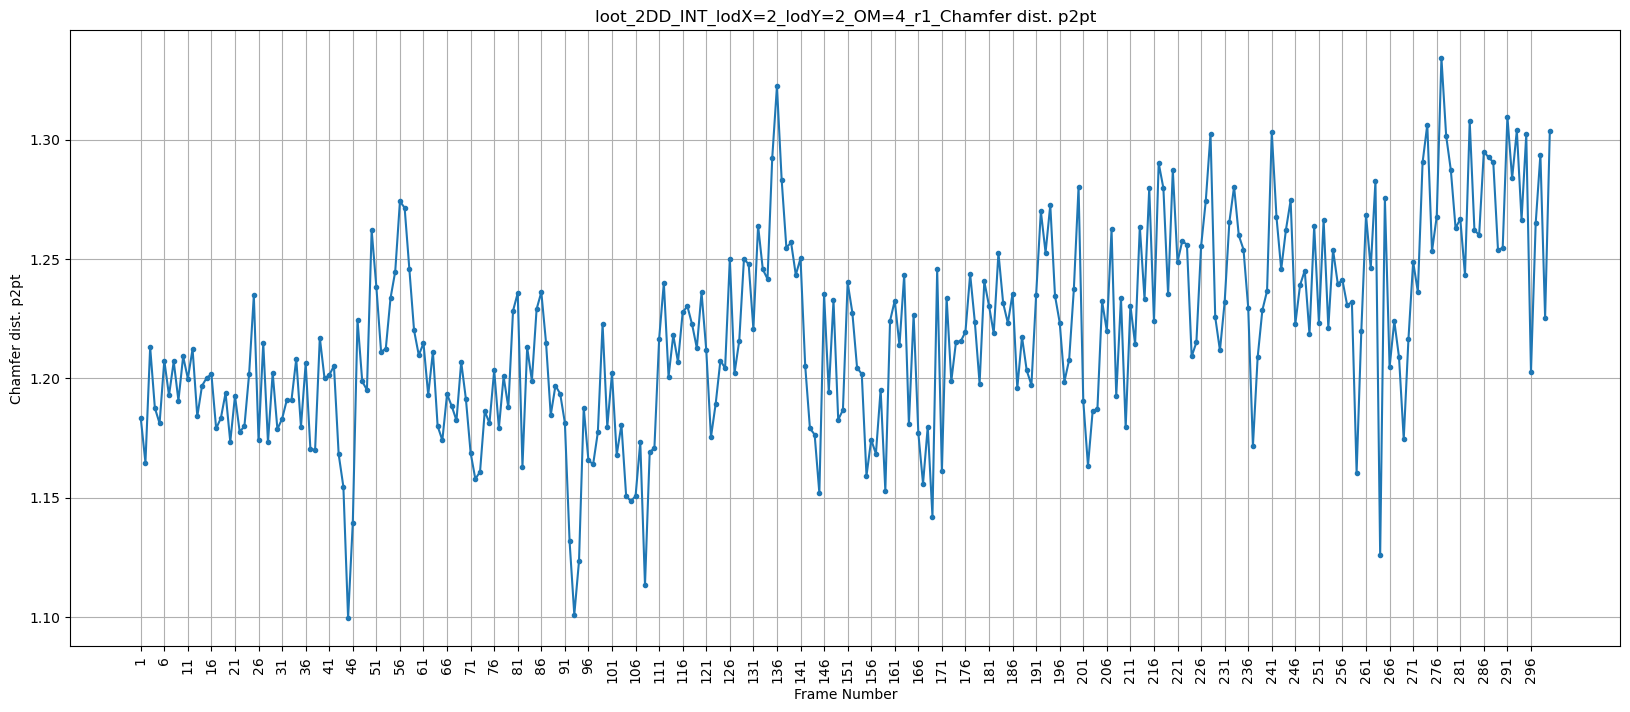 loot_2DD_INT_lodX=2_lodY=2_OM=4_r1_Chamfer dist. p2pt
Chamfer dist. p2pt
1.30
1.25
1.20
1.15
1.10
1 6 11 16 21 26 31 36 41 46 51 56 61 66 71 76 81 86 91 96 101 106 111 116 121 126 131 136 141 146 151 156 161 166 171 176 181 186 191 196 201 206 211 216 221 226 231 236 241 246 251 256 261 266 271 276 281 286 291 296
Frame Number